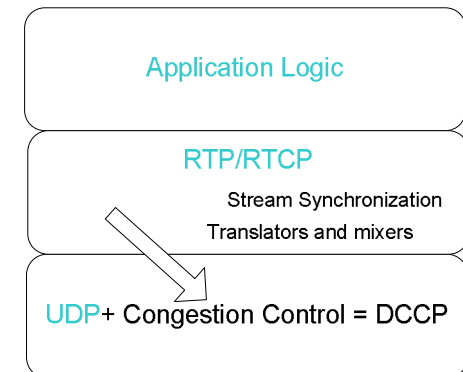 Application Logic
RTP/RTCP
Stream Synchronization
Translators and mixers
UDP+ Congestion Control = DCCP